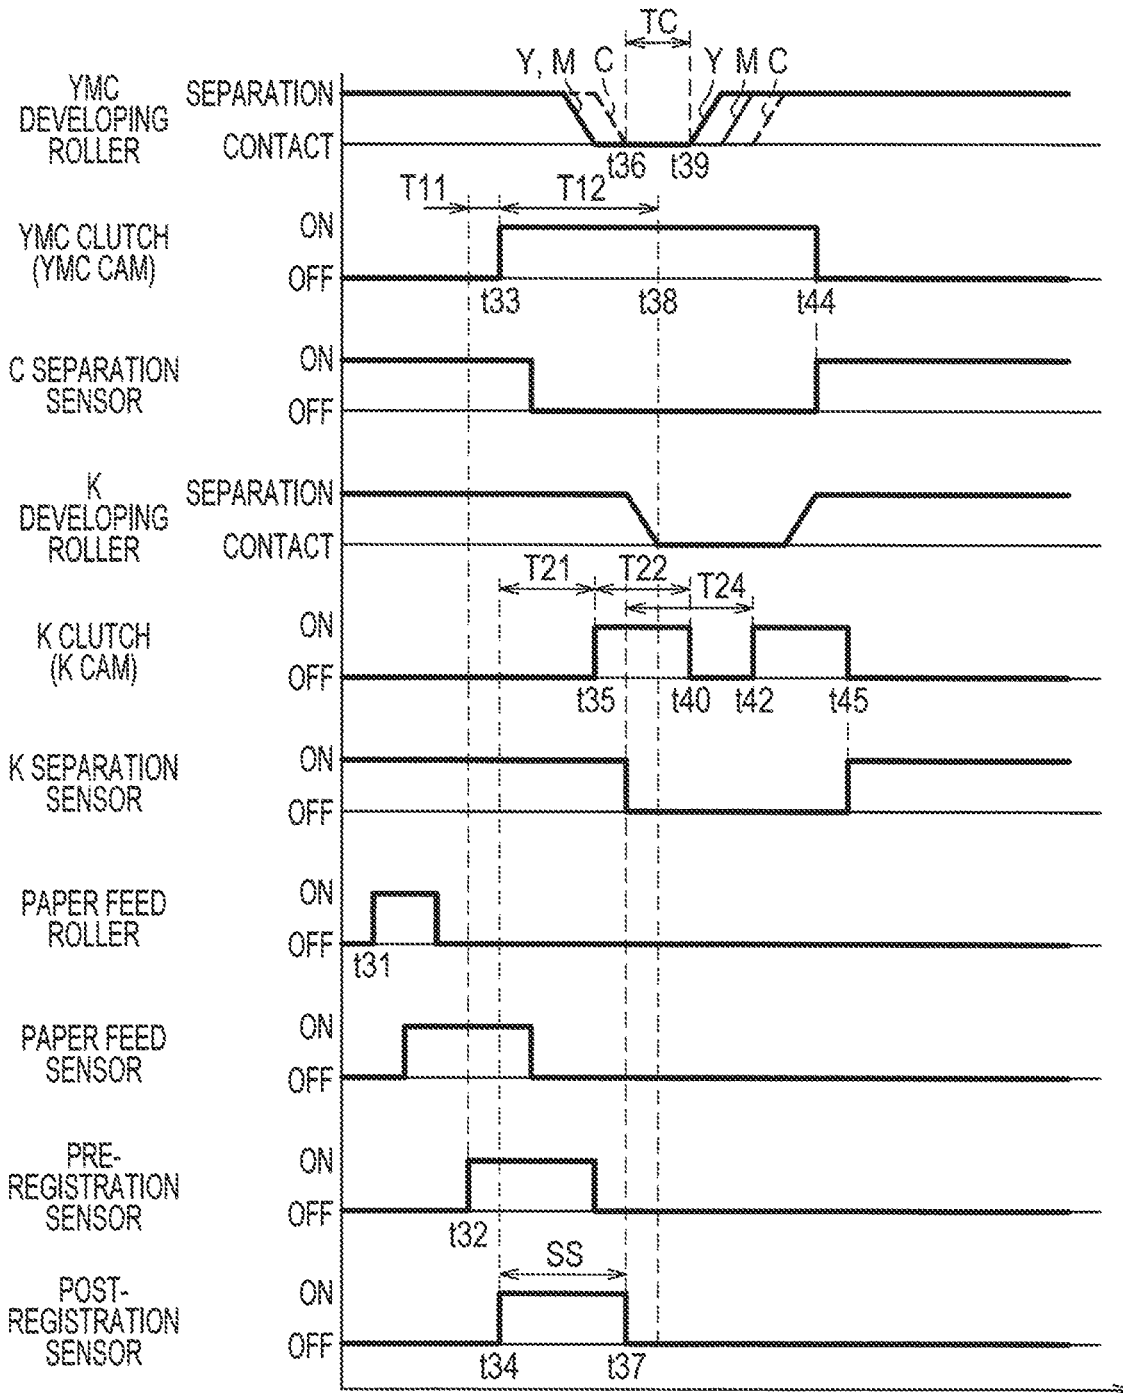 TC
Y, M C Y M C
YMC
DEVELOPING
ROLLER
SEPARATION
CONTACT
t36 t39
T11 T12
YMC CLUTCH
(YMC CAM)
ON
OFF
t33 t38 t44
C SEPARATION
SENSOR
ON
OFF
K
DEVELOPING
ROLLER
SEPARATION
CONTACT
T21 T22 T24
K CLUTCH
(K CAM)
ON
OFF
t35 t40 t42 t45
K SEPARATION
SENSOR
ON
OFF
PAPER FEED
ROLLER
ON
OFF
t31
PAPER FEED
SENSOR
ON
OFF
PRE-
REGISTRATION
SENSOR
ON
OFF
t32
SS
POST-
REGISTRATION
SENSOR
ON
OFF
t34 t37